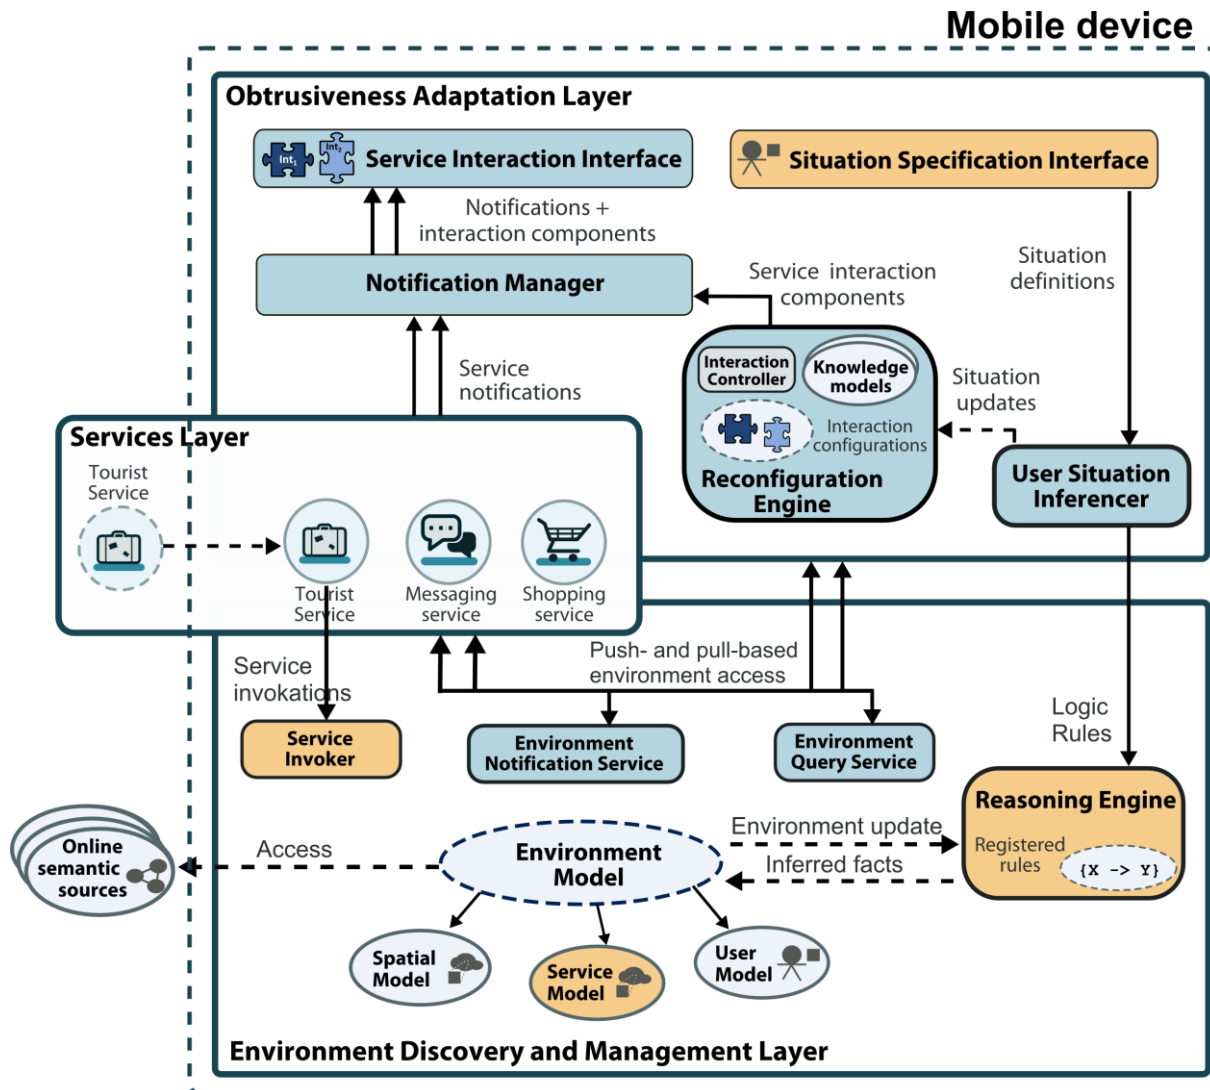 Mobile device
Obtrusiveness Adaptation Layer
Int1
Int2
Service Interaction Interface
Situation Specification Interface
Notifications +
interaction components
Notification Manager
Service interaction
components
Situation
definitions
Service
notifications
Interaction
Controller
Knowledge
models
Interaction
configurations
Reconfiguration
Engine
Situation
updates
User Situation
Inferencer
Services Layer
Tourist
Service
Tourist
Service
Messaging
service
Shopping
service
Service
invokations
Push- and pull-based
environment access
Logic
Rules
Service
Invoker
Environment
Notification Service
Environment
Query Service
Reasoning Engine
Registered
rules
{X -> Y}
Online
semantic
sources
Access
Environment
Model
Environment update
Inferred facts
Spatial
Model
Service
Model
User
Model
Environment Discovery and Management Layer